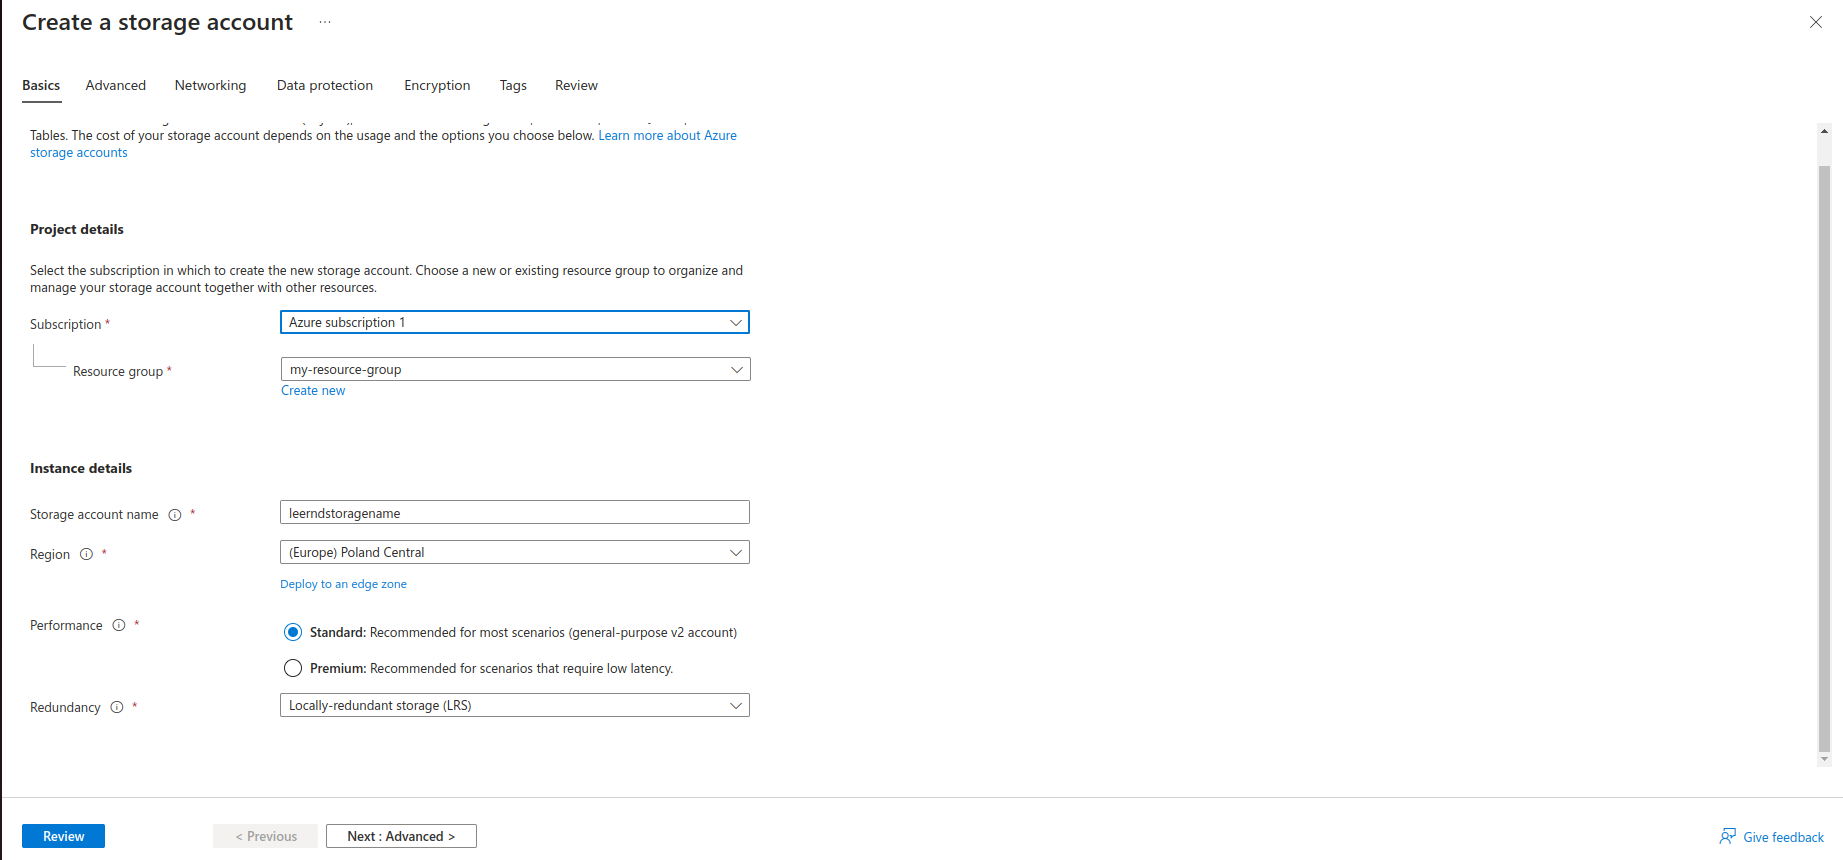 Create a storage account ...
Basics Advanced Networking Data protection Encryption Tags Review
Tables. The cost of your storage account depends on the usage and the options you choose below. Learn more about Azure
storage accounts
Project details
Select the subscription in which to create the new storage account. Choose a new or existing resource group to organize and
manage your storage account together with other resources.
Subscription * Azure subscription 1
Resource group * my-resource-group
Create new
Instance details
Storage account name * leerndstoragename
Region * (Europe) Poland Central
Deploy to an edge zone
Performance *
Standard: Recommended for most scenarios (general-purpose v2 account)
Premium: Recommended for scenarios that require low latency.
Redundancy * Locally-redundant storage (LRS)
Review < Previous Next : Advanced > Give feedback